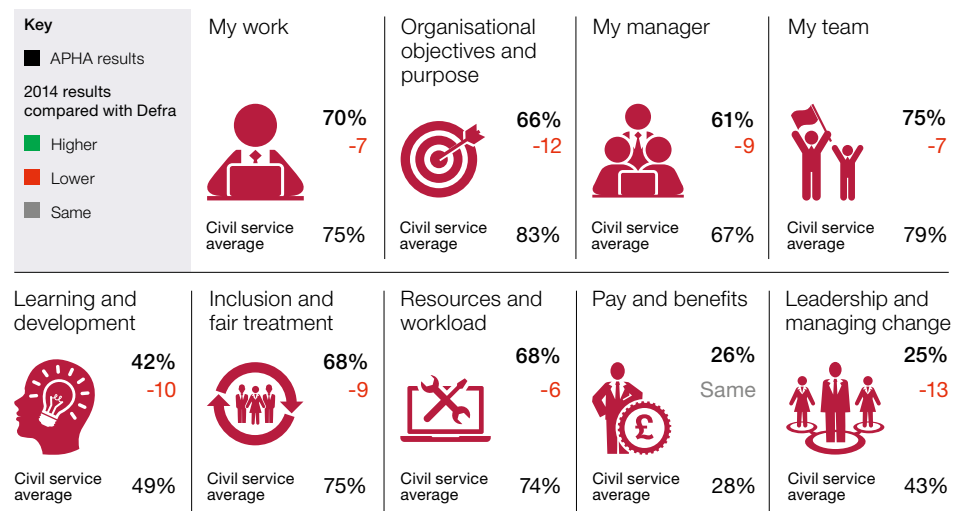 Key
APHA results
2014 results
compared with Defra
Higher
Lower
Same
My work
70%
-7
Civil service
average
75%
Organisational
objectives and
purpose
66%
-12
Civil service
average
83%
My manager
61%
-9
Civil service
average
67%
My team
75%
-7
Civil service
average
79%
Learning and
development
42%
-10
Civil service
average
49%
Inclusion and
fair treatment
68%
-9
Civil service
average
75%
Resources and
workload
68%
-6
Civil service
average
74%
Pay and benefits
26%
Same
£
Civil service
average
28%
Leadership and
managing change
25%
-13
Civil service
average
43%